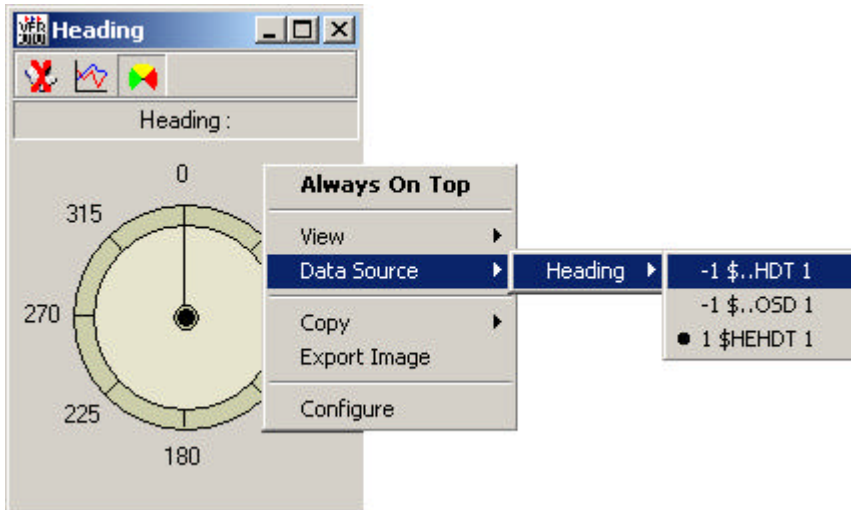 VER
Heading
Heading :
0
315
270
225
180
Always On Top
View
Data Source
Copy
Export Image
Configure
Heading
-1 $..HDT 1
-1 $..OSD 1
1 $HEHDT 1